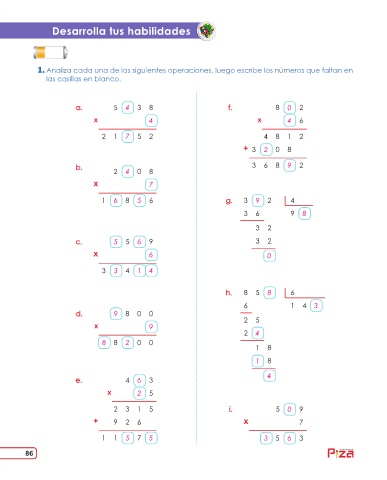 Desarrolla tus habilidades
1. Analiza cada una de las siguientes operaciones, luego escribe los números que faltan en
las casillas en blanco.
a.
5 4 3 8
x 4
2 1 7 5 2
b.
2 4 0 8
x 7
1 6 8 5 6
c.
5 5 6 9
x 6
3 3 4 1 4
d.
9 8 0 0
x 9
8 8 2 0 0
e.
4 6 3
x 2 5
2 3 1 5
+ 9 2 6
1 1 5 7 5
f.
8 0 2
x 4 6
4 8 1 2
+ 3 2 0 8
3 6 8 9 2
g. 3 9 2 4
3 6 9 8
3 2
3 2
0
h. 8 5 8 6
6 1 4 3
2 5
2 4
1 8
1 8
4
i.
5 0 9
x 7
3 5 6 3
86